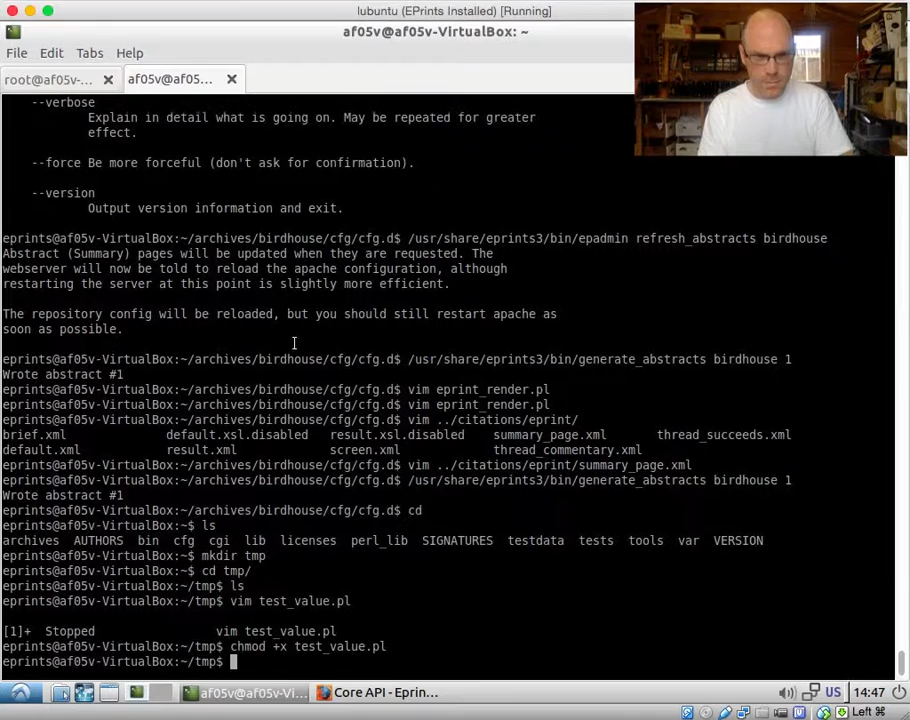 lubuntu (EPrints Installed) [Running]
af05v@af05v-VirtualBox: ~
File Edit Tabs Help
root@af05v-... af05v@af05...
--verbose
Explain in detail what is going on. May be repeated for greater
effect.
--force Be more forceful (don't ask for confirmation).
--version
Output version information and exit.
eprints@af05v-VirtualBox:~/archives/birdhouse/cfg/cfg.d$ /usr/share/eprints3/bin/epadmin refresh_abstracts birdhouse
Abstract (Summary) pages will be updated when they are requested. The
webserver will now be told to reload the apache configuration, although
restarting the server at this point is slightly more efficient.
The repository config will be reloaded, but you should still restart apache as
soon as possible.
eprints@af05v-VirtualBox:~/archives/birdhouse/cfg/cfg.d$ /usr/share/eprints3/bin/generate_abstracts birdhouse 1
Wrote abstract #1
eprints@af05v-VirtualBox:~/archives/birdhouse/cfg/cfg.d$ vim eprint_render.pl
eprints@af05v-VirtualBox:~/archives/birdhouse/cfg/cfg.d$ vim eprint_render.pl
eprints@af05v-VirtualBox:~/archives/birdhouse/cfg/cfg.d$ vim ../citations/eprint/
brief.xml default.xsl.disabled result.xsl.disabled summary_page.xml thread_succeeds.xml
default.xml result.xml screen.xml thread_commentary.xml
eprints@af05v-VirtualBox:~/archives/birdhouse/cfg/cfg.d$ vim ../citations/eprint/summary_page.xml
eprints@af05v-VirtualBox:~/archives/birdhouse/cfg/cfg.d$ /usr/share/eprints3/bin/generate_abstracts birdhouse 1
Wrote abstract #1
eprints@af05v-VirtualBox:~/archives/birdhouse/cfg/cfg.d$ cd
eprints@af05v-VirtualBox:~$ ls
archives AUTHORS bin cfg cgi lib licenses perl_lib SIGNATURES testdata tests tools var VERSION
eprints@af05v-VirtualBox:~$ mkdir tmp
eprints@af05v-VirtualBox:~$ cd tmp/
eprints@af05v-VirtualBox:~/tmp$ ls
eprints@af05v-VirtualBox:~/tmp$ vim test_value.pl
[1]+ Stopped vim test_value.pl
eprints@af05v-VirtualBox:~/tmp$ chmod +x test_value.pl
eprints@af05v-VirtualBox:~/tmp$
af05v@af05v-Vi... Core API - Eprin... US 14:47
Left ⌘